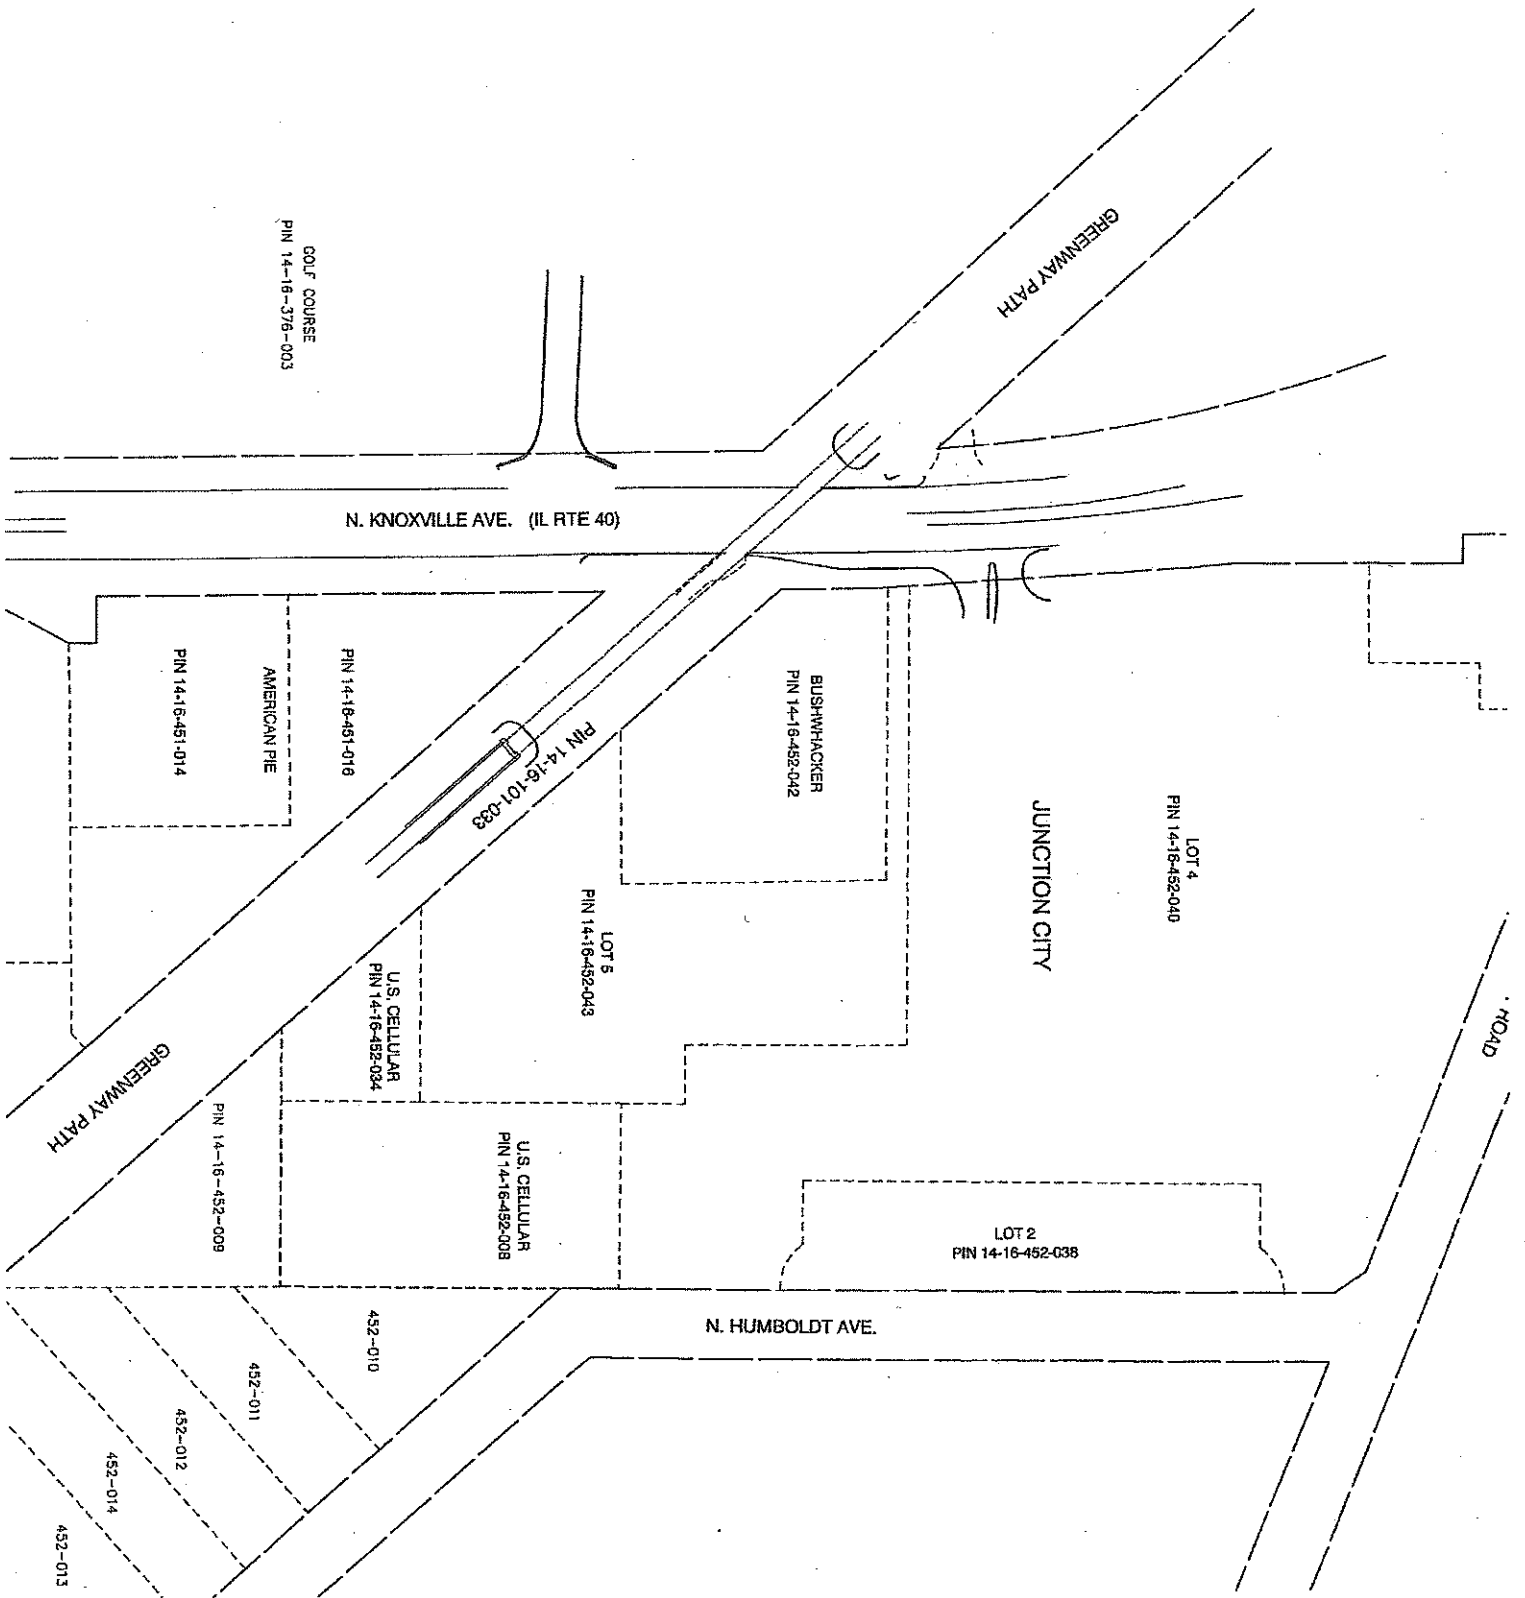 GREENWAY PATH
GOLF COURSE
PIN 14-16-376-003
N. KNOXVILLE AVE. (IL RTE 40)
PIN 14-16-451-014
AMERICAN PIE
PIN 14-16-451-016
PIN 14-16-101-033
BUSHWHACKER
PIN 14-16-452-042
JUNCTION CITY
LOT 4
PIN 14-16-452-040
LOT 5
PIN 14-16-452-043
U.S. CELLULAR
PIN 14-16-452-034
ROAD
GREENWAY PATH
PIN 14-16-452-009
U.S. CELLULAR
PIN 14-16-452-008
LOT 2
PIN 14-16-452-038
N. HUMBOLDT AVE.
452-010
452-011
452-012
452-014
452-013